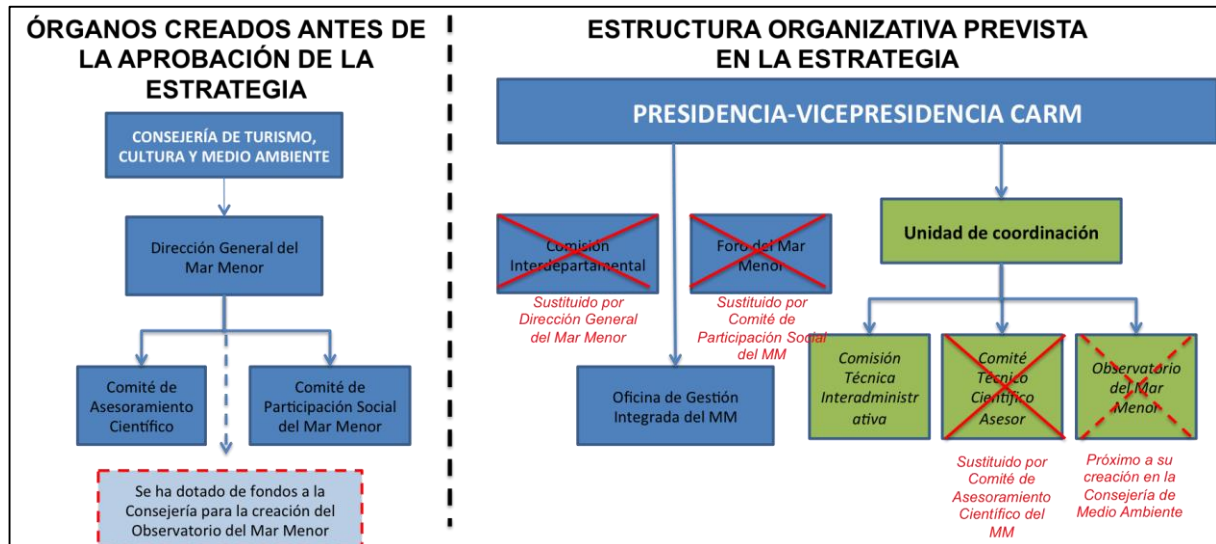 ÓRGANOS CREADOS ANTES DE
LA APROBACIÓN DE LA
ESTRATEGIA
CONSEJERÍA DE TURISMO,
CULTURA Y MEDIO AMBIENTE
Dirección General del
Mar Menor
Comité de
Asesoramiento
Científico
Comité de
Participación Social
del Mar Menor
Se ha dotado de fondos a la
Consejería para la creación del
Observatorio del Mar Menor
ESTRUCTURA ORGANIZATIVA PREVISTA
EN LA ESTRATEGIA
PRESIDENCIA-VICEPRESIDENCIA CARM
Comisión
Interdepartamental
Sustituido por
Dirección General
del Mar Menor
Foro del Mar
Menor
Sustituido por
Comité de
Participación Social
del MM
Unidad de coordinación
Oficina de Gestión
Integrada del MM
Comisión
Técnica
Interadministr
ativa
Comité
Técnico
Científico
Asesor
Sustituido por
Comité de
Asesoramiento
Científico del
MM
Observatorio
del Mar
Menor
Próximo a su
creación en la
Consejería de
Medio Ambiente